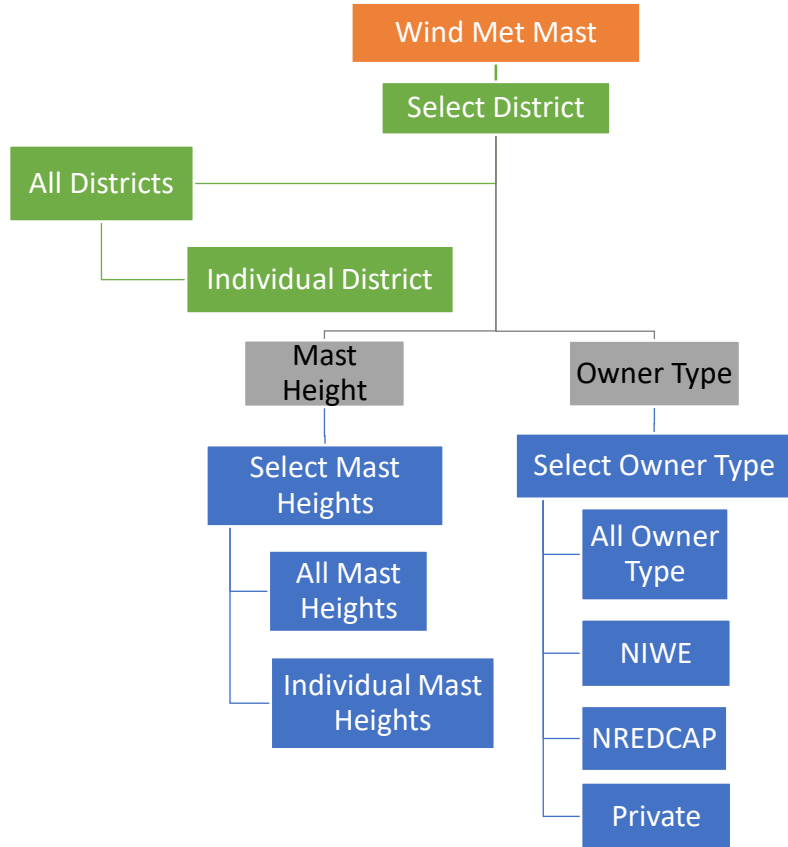 Wind Met Mast
Select District
All Districts
Individual District
Mast
Height
Owner Type
Select Mast
Heights
Select Owner Type
All Mast
Heights
All Owner
Type
Individual Mast
Heights
NIWE
NREDCAP
Private